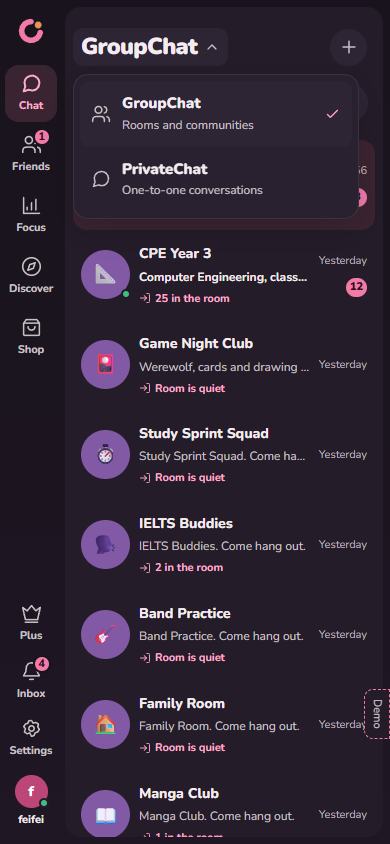 GroupChat
Chat
GroupChat
Rooms and communities
1
Friends
PrivateChat
One-to-one conversations
Focus
CPE Year 3
Yesterday
Computer Engineering, class...
12
25 in the room
Discover
Shop
Game Night Club
Werewolf, cards and drawing ...
Yesterday
Room is quiet
Study Sprint Squad
Study Sprint Squad. Come ha...
Yesterday
Room is quiet
IELTS Buddies
IELTS Buddies. Come hang out.
Yesterday
2 in the room
Band Practice
Band Practice. Come hang out.
Yesterday
Room is quiet
Plus
4
Inbox
Family Room
Family Room. Come hang out.
Yesterday
Room is quiet
Demo
Settings
f
feifei
Manga Club
Manga Club. Come hang out.
Yesterday
1 in the room